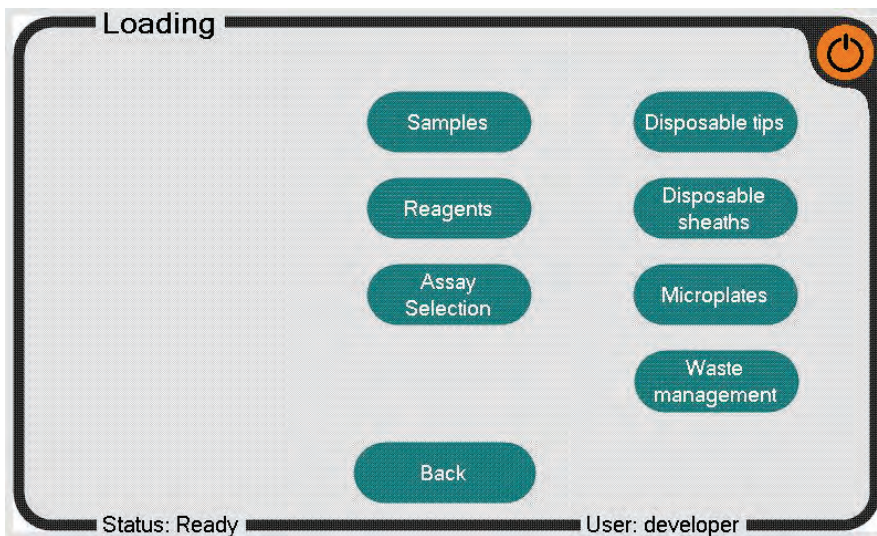 Loading
Samples
Disposable tips
Reagents
Disposable
sheaths
Assay
Selection
Microplates
Waste
management
Back
Status: Ready
User: developer